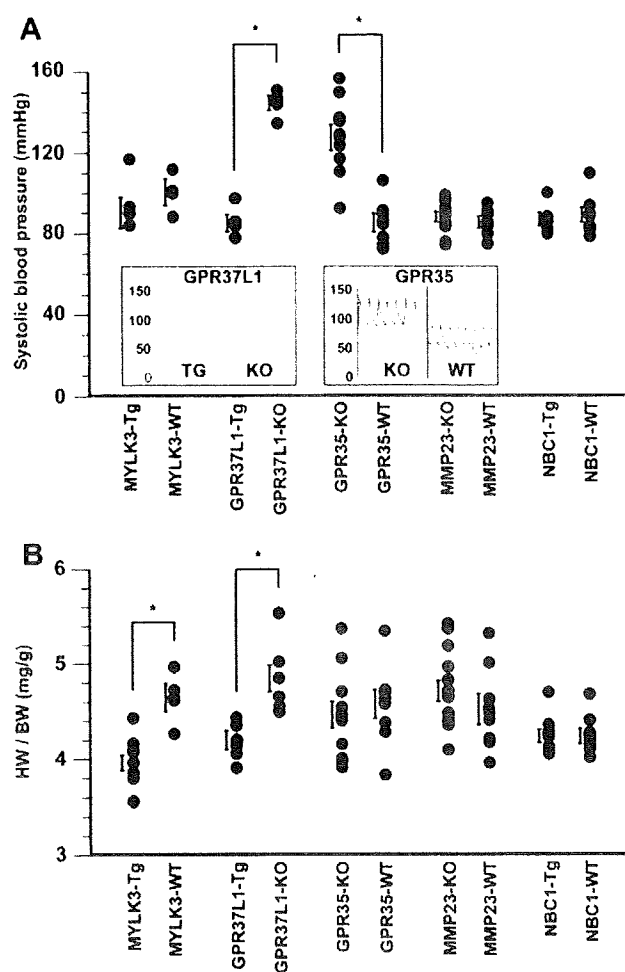 A
Systolic blood pressure (mmHg)
160
120
80
40
0
*
*
GPR37L1
150
100
50
0
TG KO
GPR35
150
100
50
0
KO WT
MYLK3-Tg
MYLK3-WT
GPR37L1-Tg
GPR37L1-KO
GPR35-KO
GPR35-WT
MMP23-KO
MMP23-WT
NBC1-Tg
NBC1-WT
B
HW / BW (mg/g)
6
5
4
3
*
*
MYLK3-Tg
MYLK3-WT
GPR37L1-Tg
GPR37L1-KO
GPR35-KO
GPR35-WT
MMP23-KO
MMP23-WT
NBC1-Tg
NBC1-WT